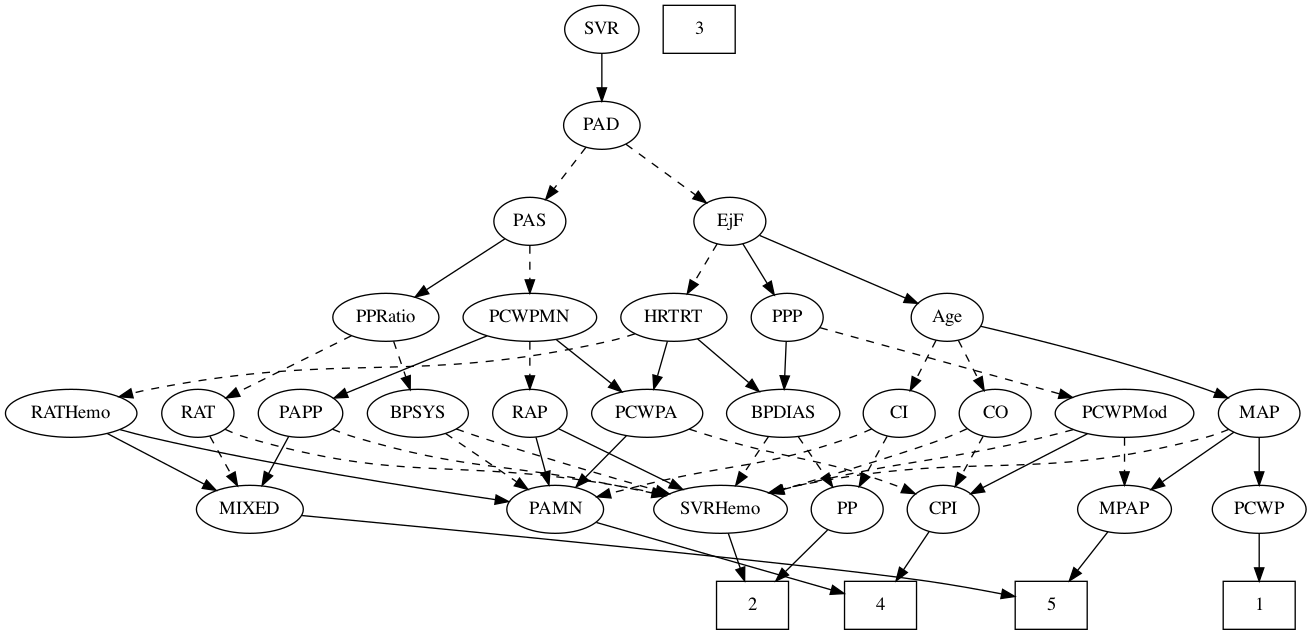 SVR
3
PAD
PAS
EjF
PPRatio
PCWPMN
HRTRT
PPP
Age
RATHemo
RAT
PAPP
BPSYS
RAP
PCWPA
BPDIAS
CI
CO
PCWPMod
MAP
MIXED
PAMN
SVRHemo
PP
CPI
MPAP
PCWP
2
4
5
1